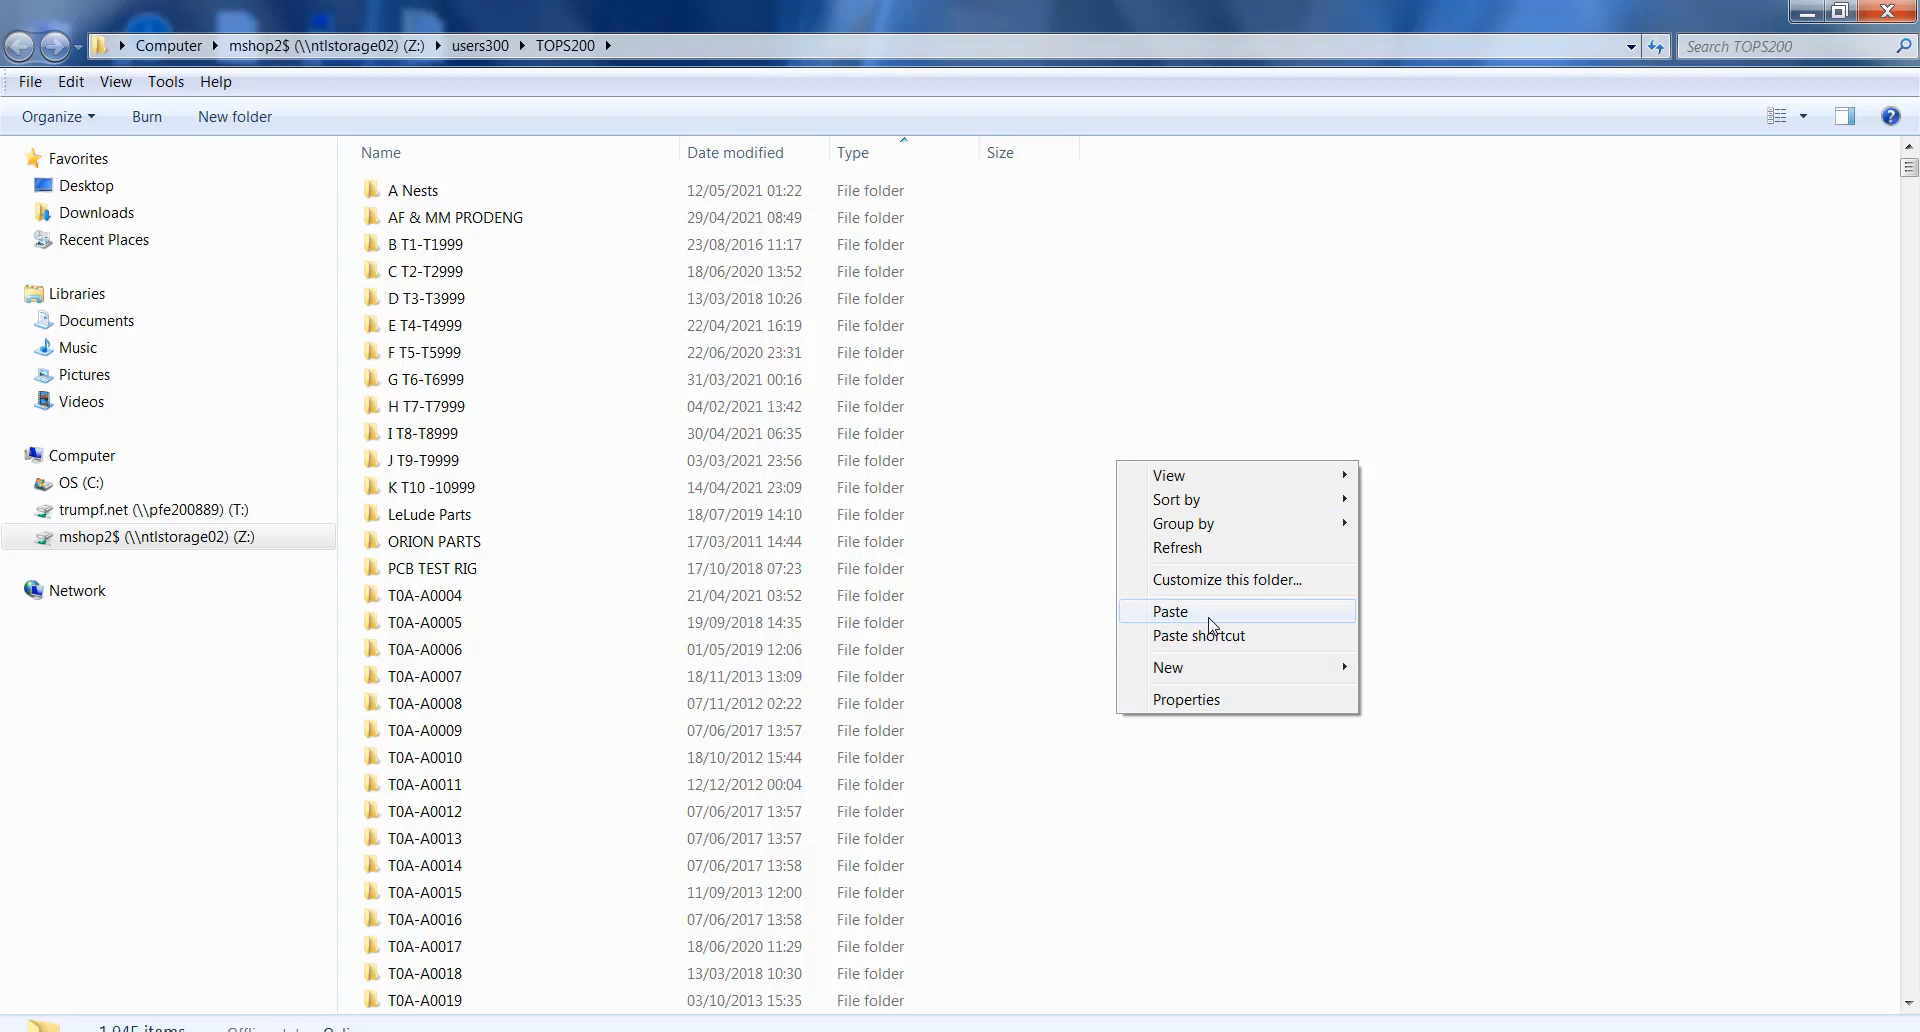 Computer mshop2$ (\\ntlstorage02) (Z:) users300 TOPS200
Search TOPS200
File Edit View Tools Help
Organize Burn New folder
Favorites
Desktop
Downloads
Recent Places
Libraries
Documents
Music
Pictures
Videos
Computer
OS (C:)
trumpf.net (\\pfe200889) (T:)
mshop2$ (\\ntlstorage02) (Z:)
Network
Name Date modified Type Size
A Nests 12/05/2021 01:22 File folder
AF & MM PRODENG 29/04/2021 08:49 File folder
B T1-T1999 23/08/2016 11:17 File folder
C T2-T2999 18/06/2020 13:52 File folder
D T3-T3999 13/03/2018 10:26 File folder
E T4-T4999 22/04/2021 16:19 File folder
F T5-T5999 22/06/2020 23:31 File folder
G T6-T6999 31/03/2021 00:16 File folder
H T7-T7999 04/02/2021 13:42 File folder
I T8-T8999 30/04/2021 06:35 File folder
J T9-T9999 03/03/2021 23:56 File folder
K T10 -10999 14/04/2021 23:09 File folder
LeLude Parts 18/07/2019 14:10 File folder
ORION PARTS 17/03/2011 14:44 File folder
PCB TEST RIG 17/10/2018 07:23 File folder
T0A-A0004 21/04/2021 03:52 File folder
T0A-A0005 19/09/2018 14:35 File folder
T0A-A0006 01/05/2019 12:06 File folder
T0A-A0007 18/11/2013 13:09 File folder
T0A-A0008 07/11/2012 02:22 File folder
T0A-A0009 07/06/2017 13:57 File folder
T0A-A0010 18/10/2012 15:44 File folder
T0A-A0011 12/12/2012 00:04 File folder
T0A-A0012 07/06/2017 13:57 File folder
T0A-A0013 07/06/2017 13:57 File folder
T0A-A0014 07/06/2017 13:58 File folder
T0A-A0015 11/09/2013 12:00 File folder
T0A-A0016 07/06/2017 13:58 File folder
T0A-A0017 18/06/2020 11:29 File folder
T0A-A0018 13/03/2018 10:30 File folder
T0A-A0019 03/10/2013 15:35 File folder
View
Sort by
Group by
Refresh
Customize this folder...
Paste
Paste shortcut
New
Properties
1,945 items